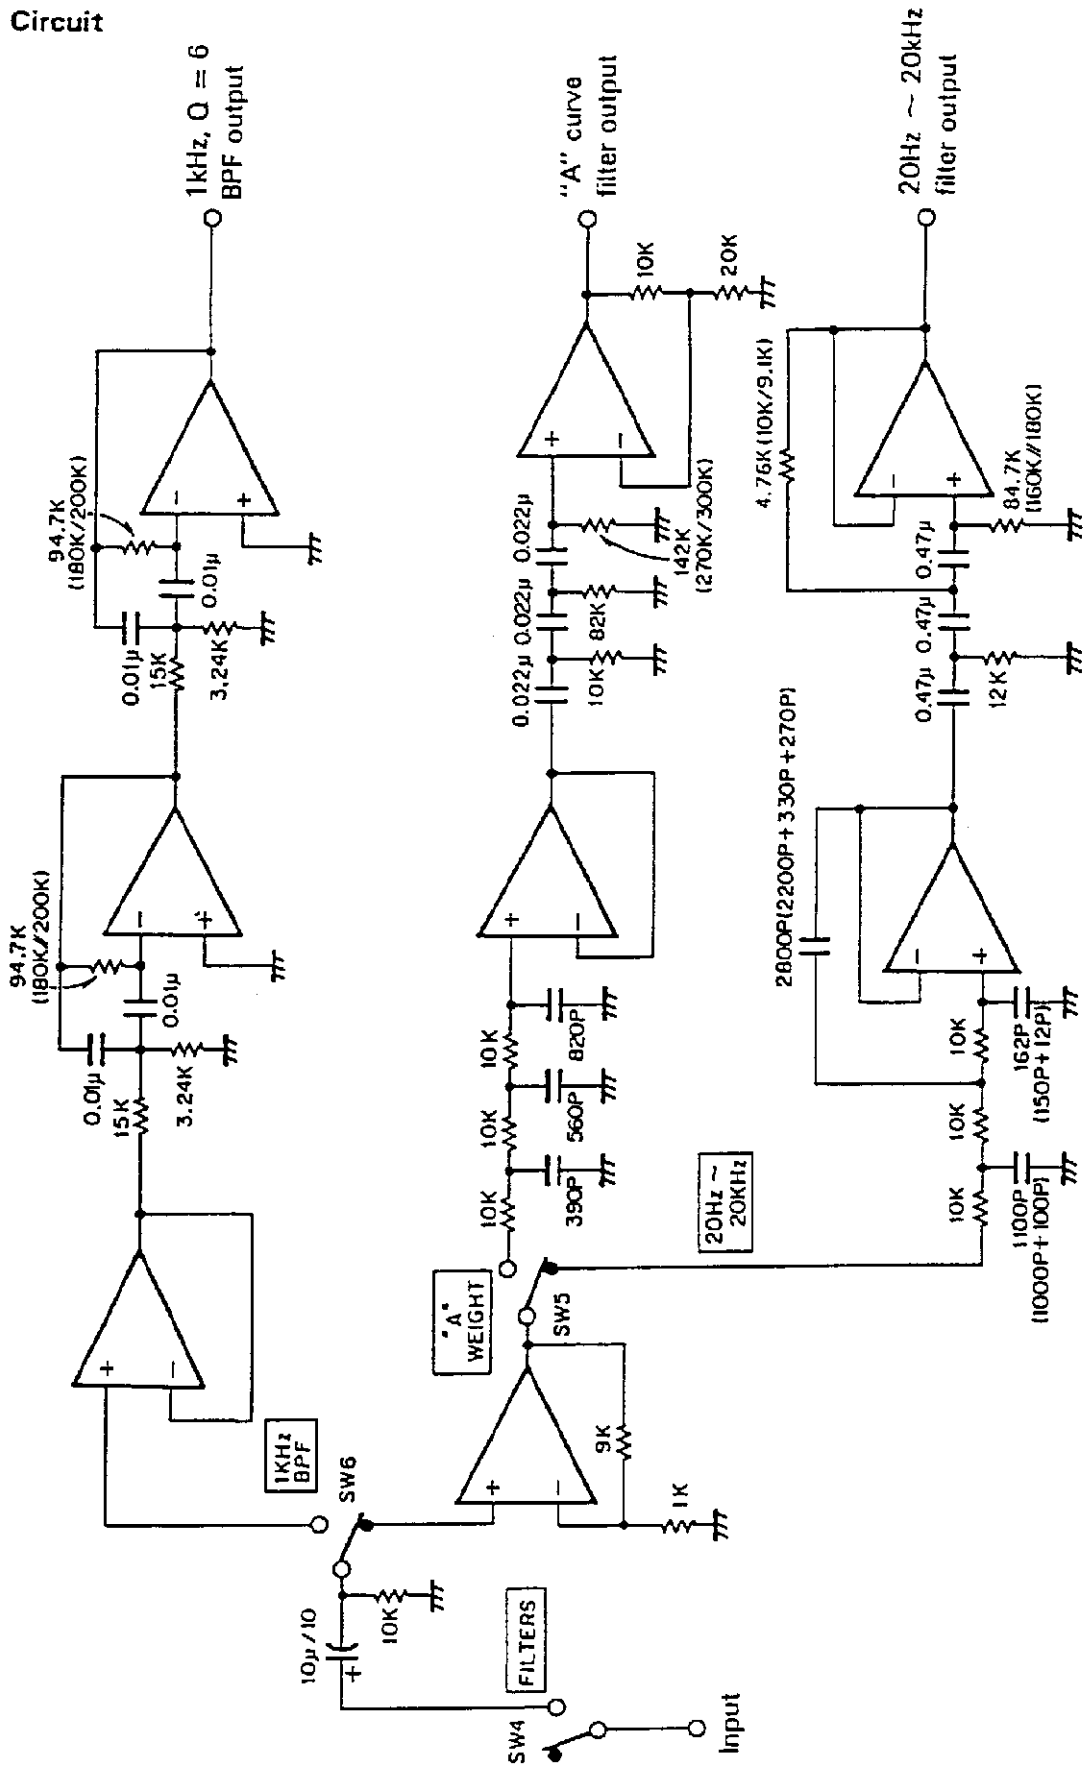 Circuit
1kHz, Q = 6
BPF output
94.7K
(180K/200K)
0.01μ
0.01μ
15K
3.24K
94.7K
(180K//200K)
0.01μ
0.01μ
15K
3.24K
1KHz
BPF
SW6
"A" curve
filter output
10K
20K
0.022μ
0.022μ
0.022μ
142K
(270K/300K)
82K
10K
10K
820P
10K
560P
10K
390P
"A"
WEIGHT
SW5
9K
1K
10μ/10
10K
FILTERS
SW4
Input
20Hz ~ 20kHz
filter output
4.76K(10K/9.1K)
84.7K
(160K//180K)
0.47μ
0.47μ
0.47μ
12K
2800P(2200P+330P+270P)
10K
162P
(150P+12P)
10K
10K
1100P
(1000P+100P)
20Hz ~
20KHz
+
−
+
−
+
−
+
−
+
−
+
−
+
−
+
−
+